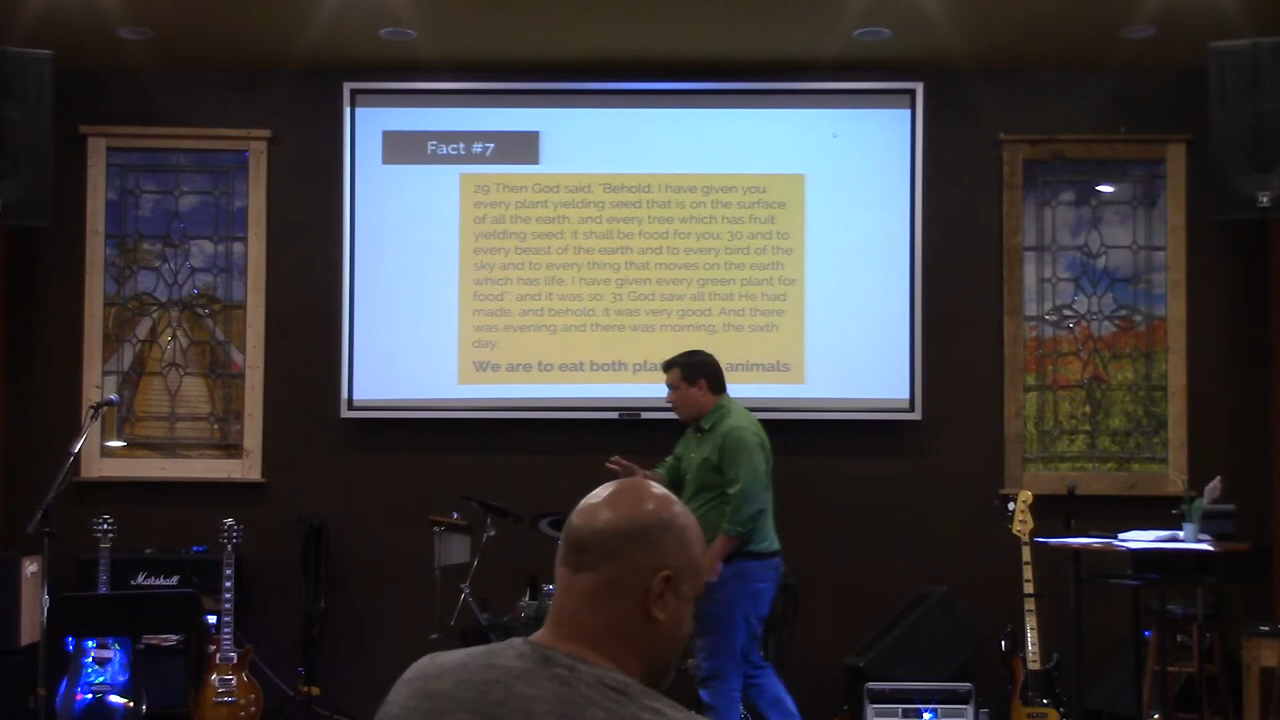 Fact #7
29 Then God said, "Behold, I have given you
every plant yielding seed that is on the surface
of all the earth, and every tree which has fruit
yielding seed; it shall be food for you; 30 and to
every beast of the earth and to every bird of the
sky and to every thing that moves on the earth
which has life, I have given every green plant for
food"; and it was so. 31 God saw all that He had
made, and behold, it was very good. And there
was evening and there was morning, the sixth
day.
We are to eat both animals
Marshall